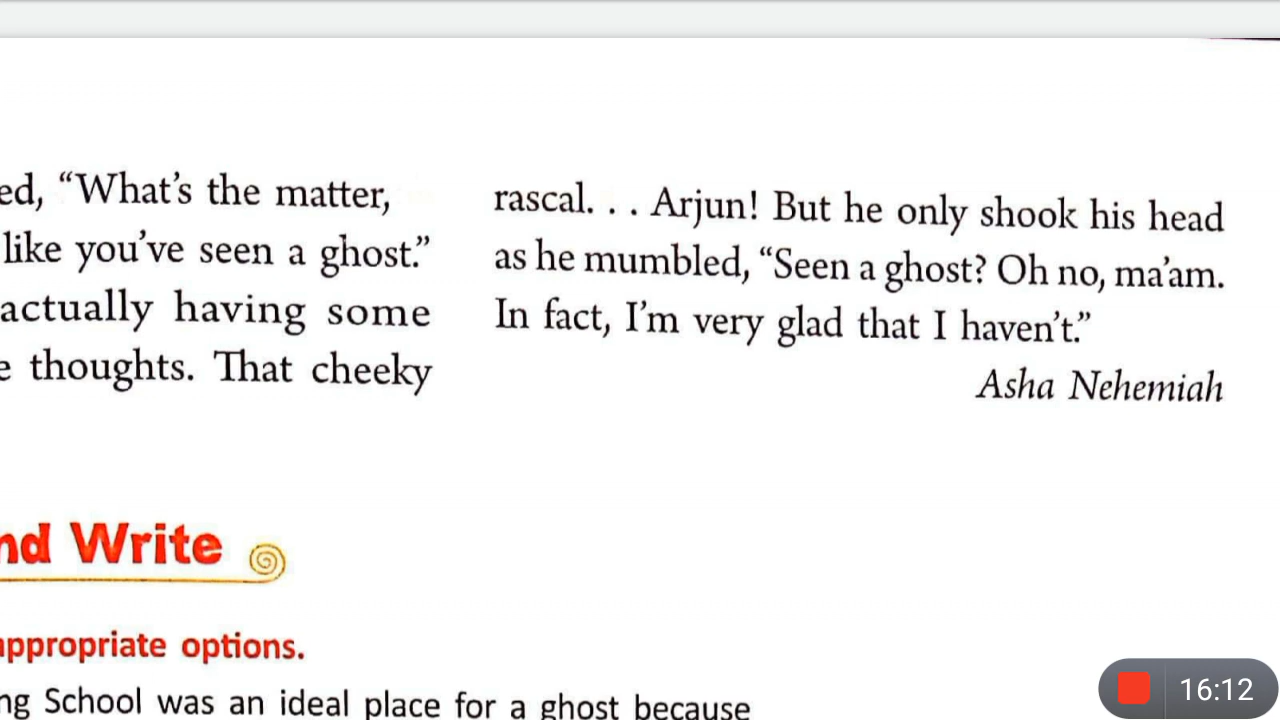 ed, “What’s the matter,
like you’ve seen a ghost.”
actually having some
e thoughts. That cheeky
rascal. . . Arjun! But he only shook his head
as he mumbled, “Seen a ghost? Oh no, ma’am.
In fact, I’m very glad that I haven’t.”
Asha Nehemiah
nd Write
appropriate options.
ng School was an ideal place for a ghost because
16:12